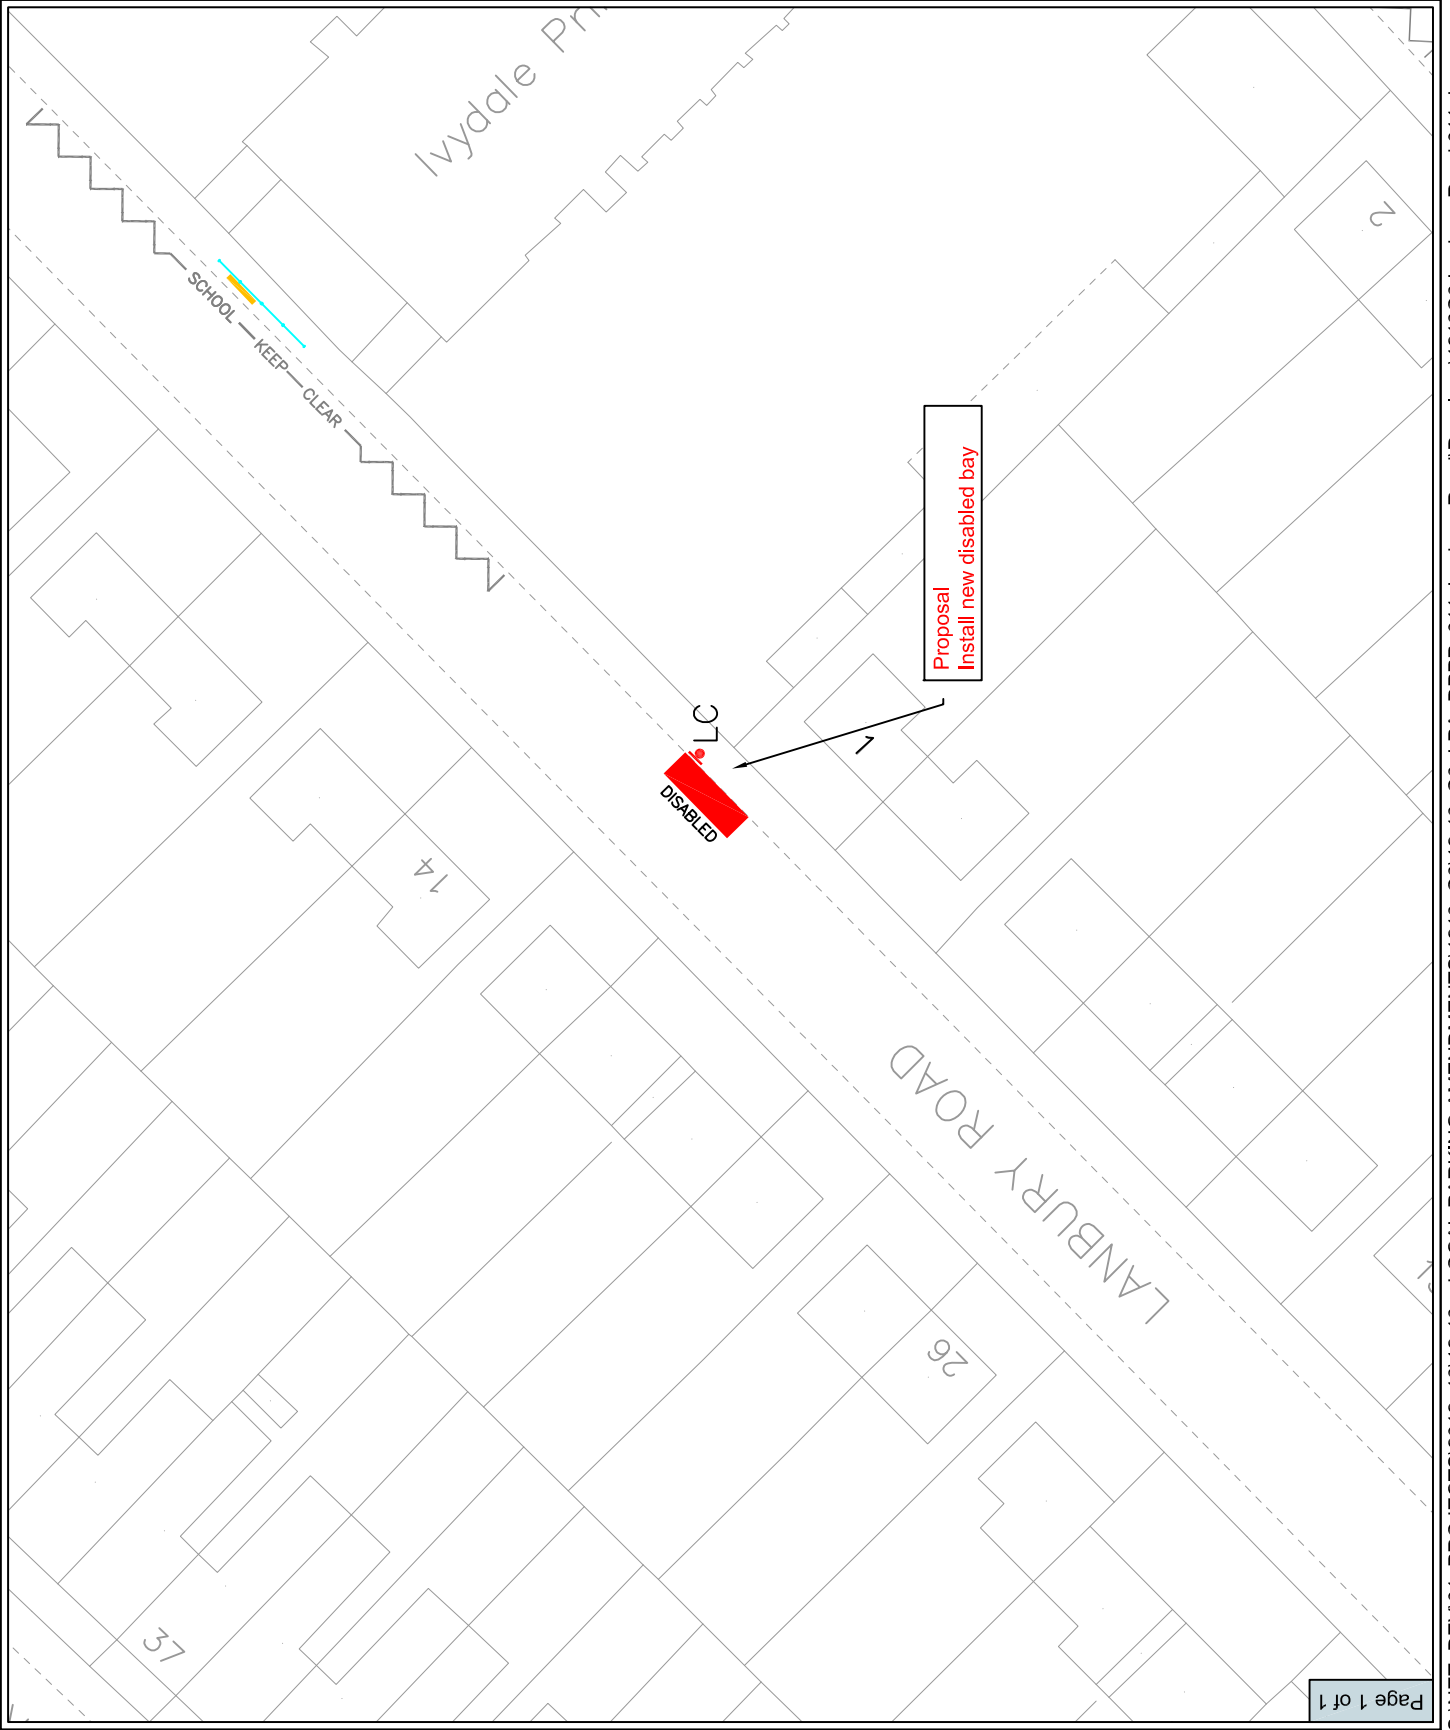 Ivydale Pri
SCHOOL KEEP CLEAR
2
Proposal
Install new disabled bay
LC
DISABLED
1
14
LANBURY ROAD
26
37
Page 1 of 1